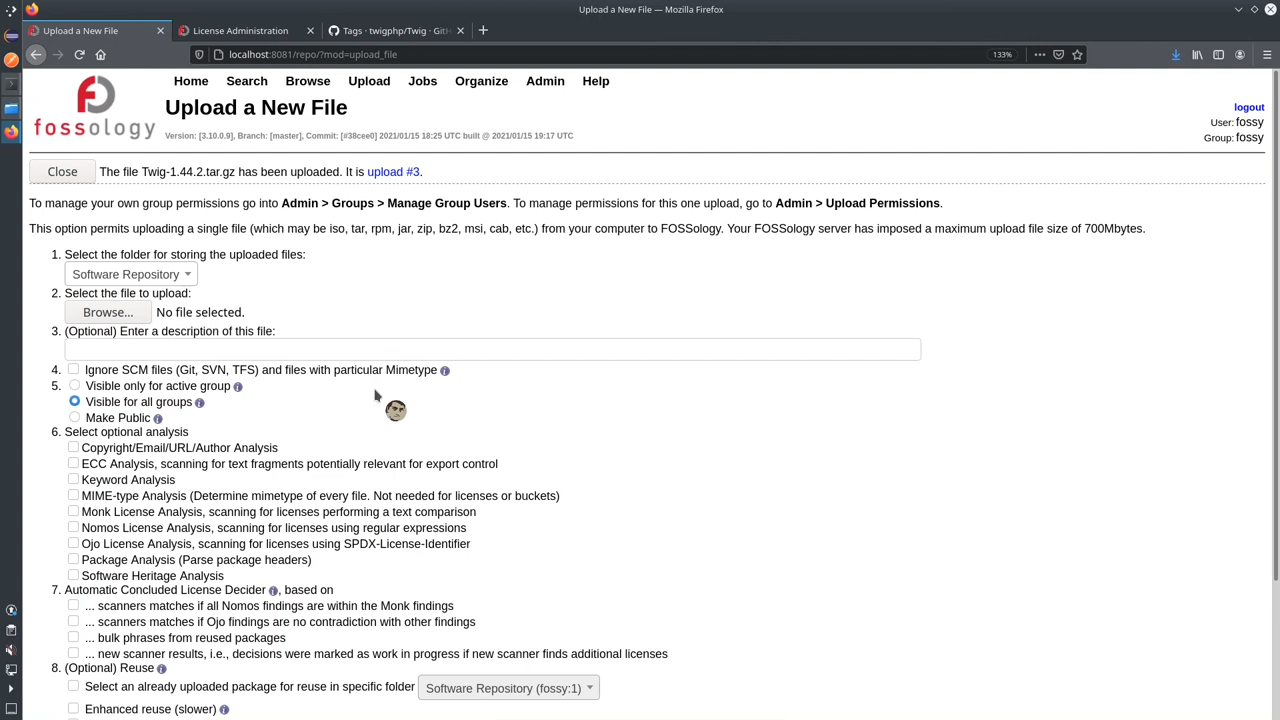 Upload a New File — Mozilla Firefox
Upload a New File
License Administration
Tags · twigphp/Twig · GitH
localhost:8081/repo/?mod=upload_file
133%
Home Search Browse Upload Jobs Organize Admin Help
fossology
Upload a New File
Version: [3.10.0.9], Branch: [master], Commit: [#38cee0] 2021/01/15 18:25 UTC built @ 2021/01/15 19:17 UTC
logout
User: fossy
Group: fossy
Close The file Twig-1.44.2.tar.gz has been uploaded. It is upload #3.
To manage your own group permissions go into Admin > Groups > Manage Group Users. To manage permissions for this one upload, go to Admin > Upload Permissions.
This option permits uploading a single file (which may be iso, tar, rpm, jar, zip, bz2, msi, cab, etc.) from your computer to FOSSology. Your FOSSology server has imposed a maximum upload file size of 700Mbytes.
1. Select the folder for storing the uploaded files:
Software Repository
2. Select the file to upload:
Browse... No file selected.
3. (Optional) Enter a description of this file:
4. Ignore SCM files (Git, SVN, TFS) and files with particular Mimetype
5. Visible only for active group
Visible for all groups
Make Public
6. Select optional analysis
Copyright/Email/URL/Author Analysis
ECC Analysis, scanning for text fragments potentially relevant for export control
Keyword Analysis
MIME-type Analysis (Determine mimetype of every file. Not needed for licenses or buckets)
Monk License Analysis, scanning for licenses performing a text comparison
Nomos License Analysis, scanning for licenses using regular expressions
Ojo License Analysis, scanning for licenses using SPDX-License-Identifier
Package Analysis (Parse package headers)
Software Heritage Analysis
7. Automatic Concluded License Decider , based on
... scanners matches if all Nomos findings are within the Monk findings
... scanners matches if Ojo findings are no contradiction with other findings
... bulk phrases from reused packages
... new scanner results, i.e., decisions were marked as work in progress if new scanner finds additional licenses
8. (Optional) Reuse
Select an already uploaded package for reuse in specific folder Software Repository (fossy:1)
Enhanced reuse (slower)